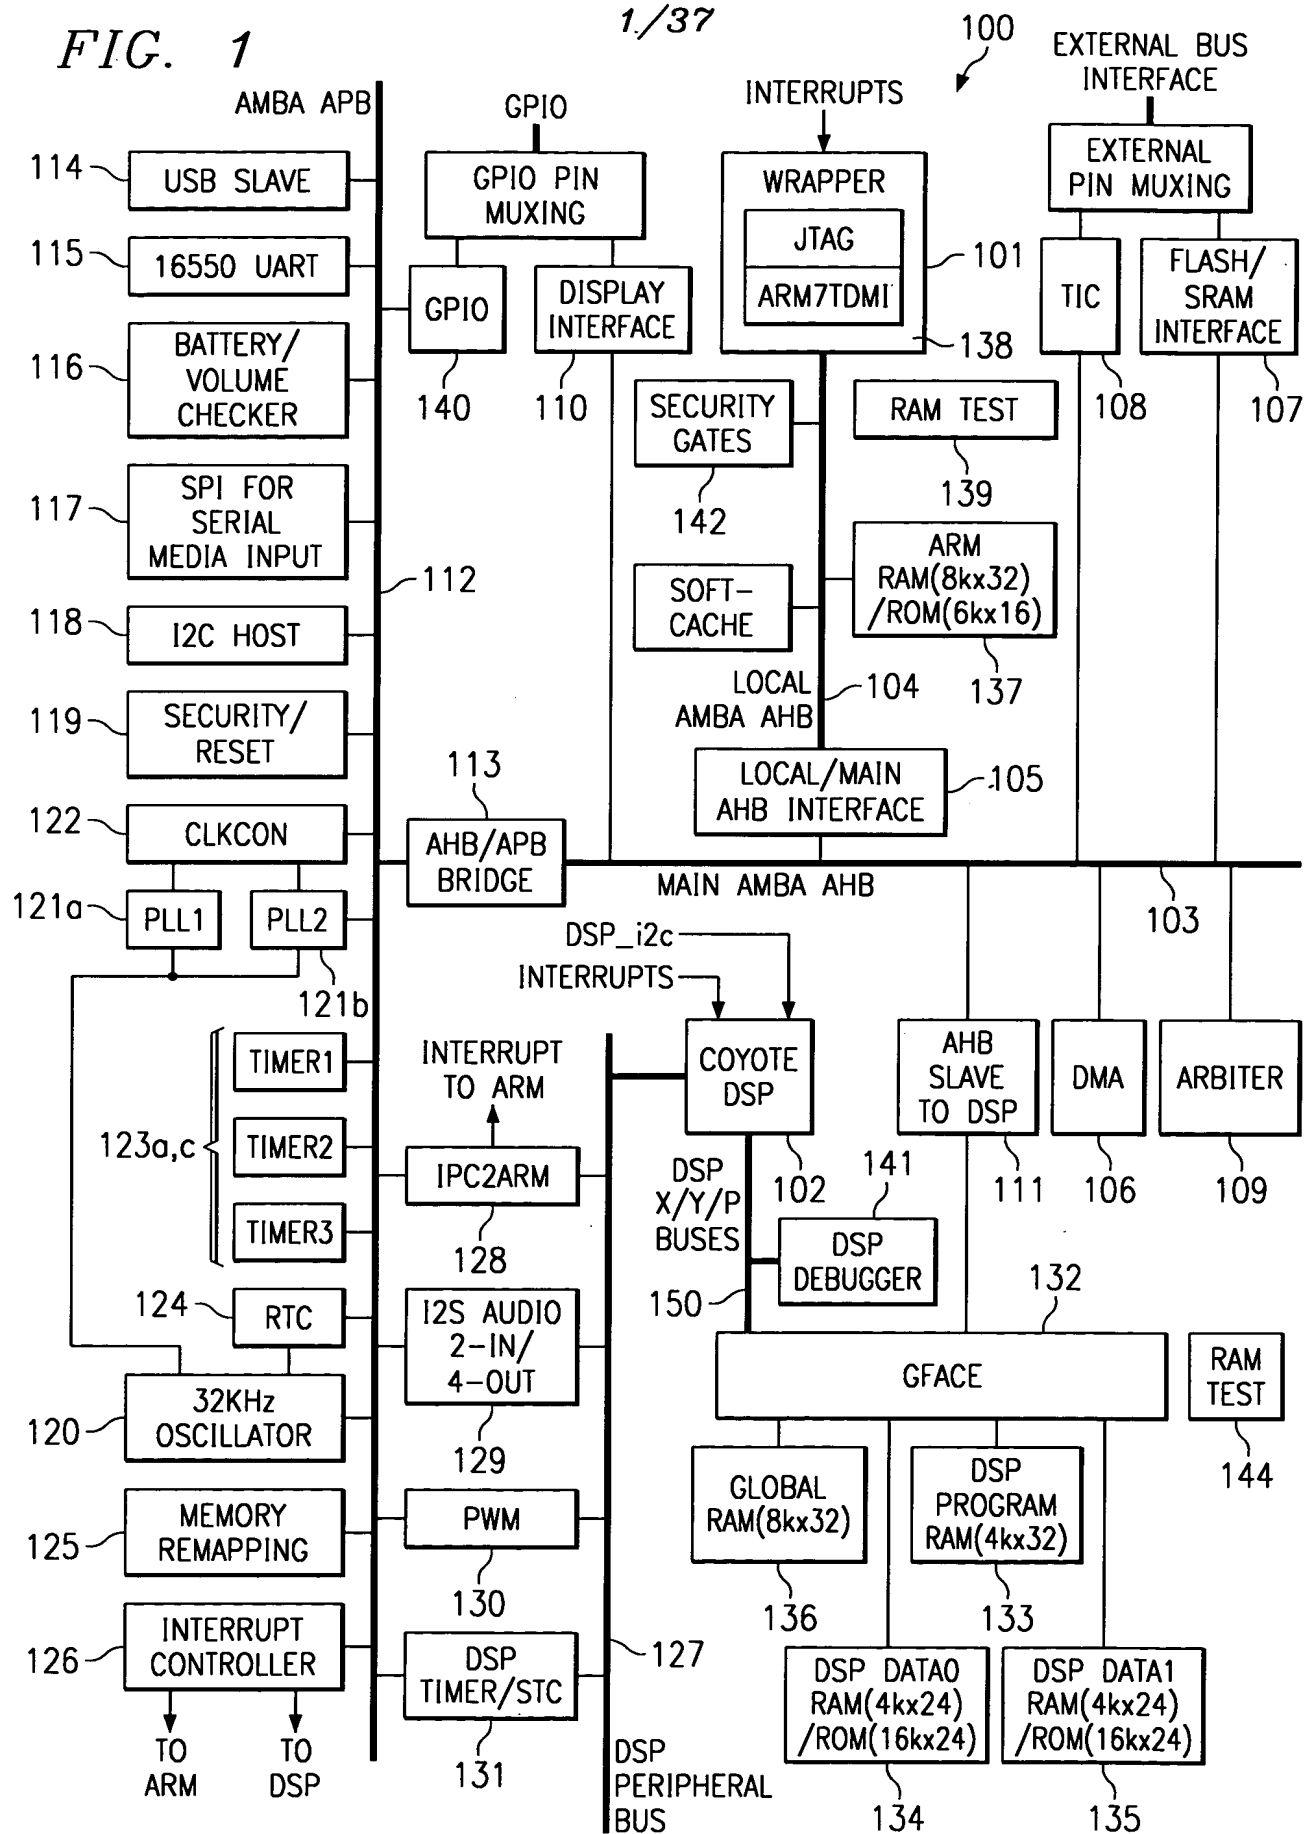 1/37
FIG. 1
100
AMBA APB
GPIO
INTERRUPTS
EXTERNAL BUS
INTERFACE
114
USB SLAVE
115
16550 UART
116
BATTERY/
VOLUME
CHECKER
117
SPI FOR
SERIAL
MEDIA INPUT
112
118
I2C HOST
119
SECURITY/
RESET
122
CLKCON
121a
PLL1
PLL2
121b
123a,c
TIMER1
TIMER2
TIMER3
124
RTC
120
32KHz
OSCILLATOR
125
MEMORY
REMAPPING
126
INTERRUPT
CONTROLLER
TO
ARM
TO
DSP
GPIO PIN
MUXING
GPIO
140
DISPLAY
INTERFACE
110
WRAPPER
JTAG
ARM7TDMI
101
138
EXTERNAL
PIN MUXING
TIC
108
FLASH/
SRAM
INTERFACE
107
SECURITY
GATES
142
RAM TEST
139
ARM
RAM(8kx32)
/ROM(6kx16)
137
SOFT-
CACHE
LOCAL
AMBA AHB
104
LOCAL/MAIN
AHB INTERFACE
105
113
AHB/APB
BRIDGE
MAIN AMBA AHB
103
DSP_i2c
INTERRUPTS
COYOTE
DSP
102
AHB
SLAVE
TO DSP
111
DMA
106
ARBITER
109
INTERRUPT
TO ARM
IPC2ARM
128
I2S AUDIO
2-IN/
4-OUT
129
PWM
130
DSP
TIMER/STC
131
127
DSP
PERIPHERAL
BUS
DSP
X/Y/P
BUSES
150
141
DSP
DEBUGGER
132
GFACE
RAM
TEST
144
GLOBAL
RAM(8kx32)
136
DSP
PROGRAM
RAM(4kx32)
133
DSP DATA0
RAM(4kx24)
/ROM(16kx24)
134
DSP DATA1
RAM(4kx24)
/ROM(16kx24)
135